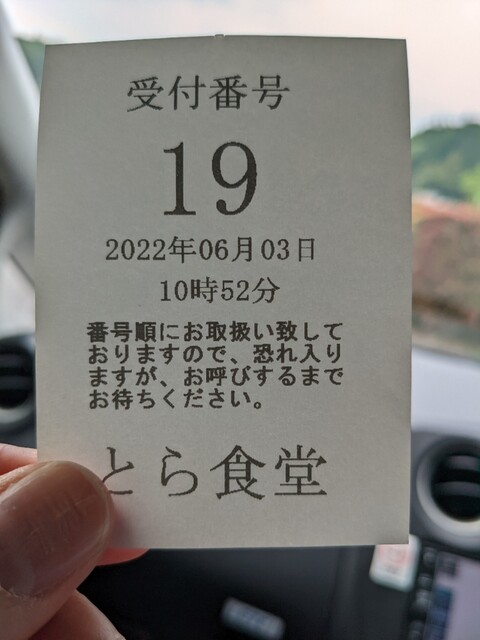 受付番号
19
2022年06月03日
10時52分
番号順にお取扱い致して
おりますので、恐れ入り
ますが、お呼びするまで
お待ちください。
とら食堂